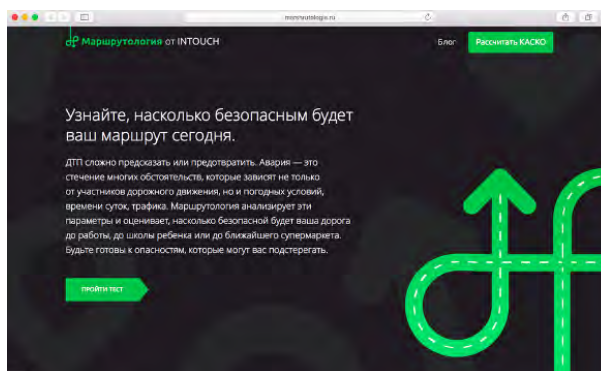 marshrutologia.ru
Маршрутология от INTOUCH
Блог
Рассчитать КАСКО
Узнайте, насколько безопасным будет
ваш маршрут сегодня.
ДТП сложно предсказать или предотвратить. Авария — это
стечение многих обстоятельств, которые зависят не только
от участников дорожного движения, но и погодных условий,
времени суток, трафика. Маршрутология анализирует эти
параметры и оценивает, насколько безопасной будет ваша дорога
до работы, до школы ребенка или до ближайшего супермаркета.
Будьте готовы к опасностям, которые могут вас подстерегать.
ПРОЙТИ ТЕСТ